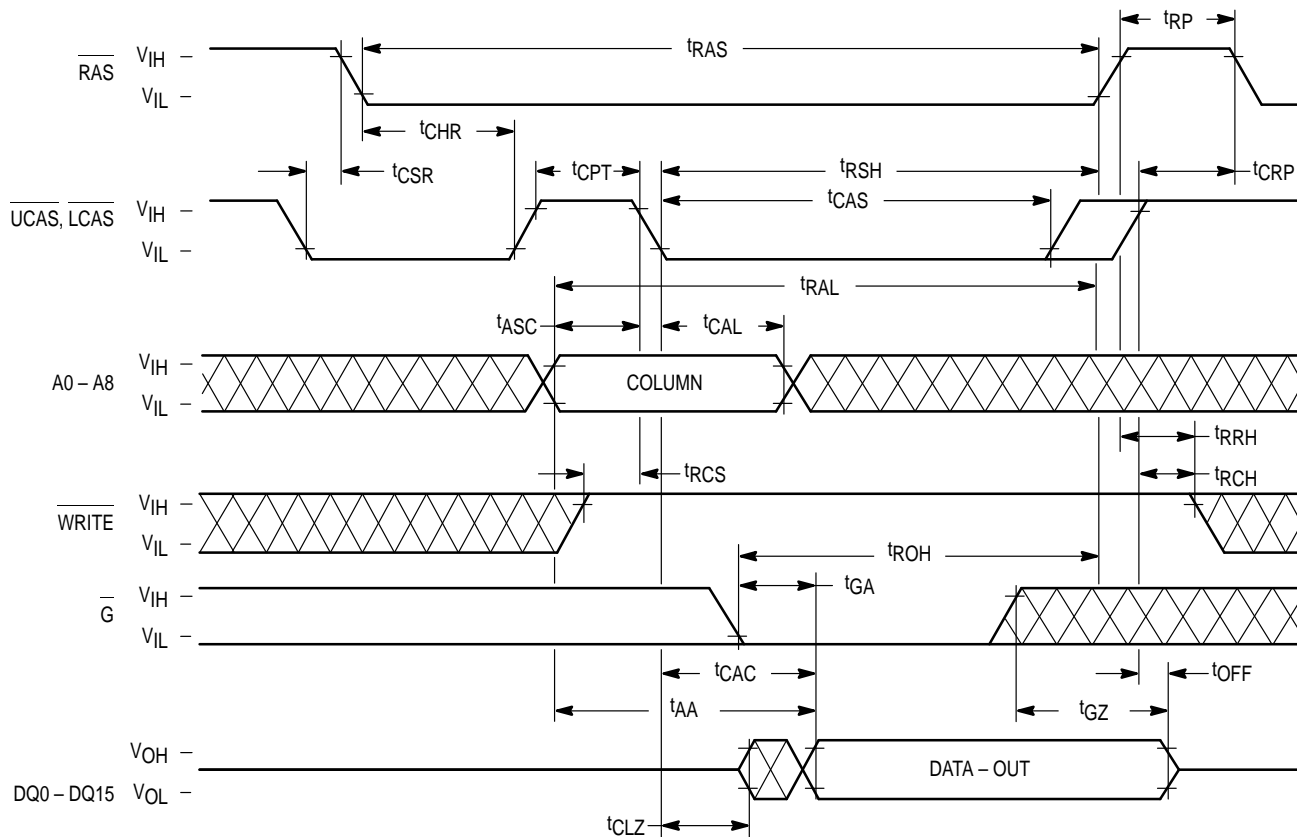 tRP
tRAS
RAS
VIH
VIL
tCHR
tCSR
tCPT
tRSH
tCRP
tCAS
UCAS, LCAS
VIH
VIL
tRAL
tASC
tCAL
A0 – A8
VIH
VIL
COLUMN
tRRH
tRCS
tRCH
WRITE
VIH
VIL
tROH
tGA
G
VIH
VIL
tCAC
tOFF
tAA
tGZ
DQ0 – DQ15
VOH
VOL
DATA – OUT
tCLZ